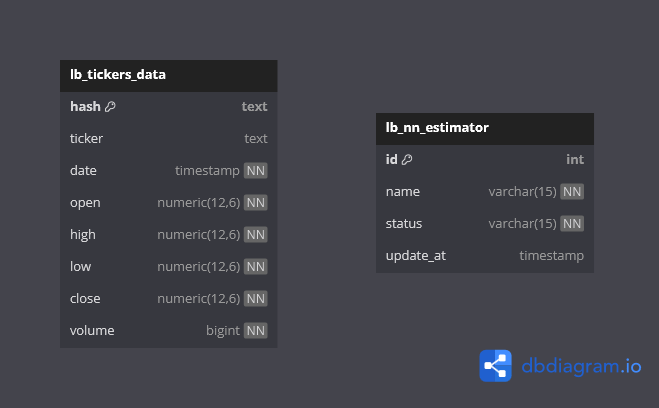 lb_tickers_data
hash text
ticker text
date timestamp NN
open numeric(12,6) NN
high numeric(12,6) NN
low numeric(12,6) NN
close numeric(12,6) NN
volume bigint NN
lb_nn_estimator
id int
name varchar(15) NN
status varchar(15) NN
update_at timestamp
dbdiagram.io